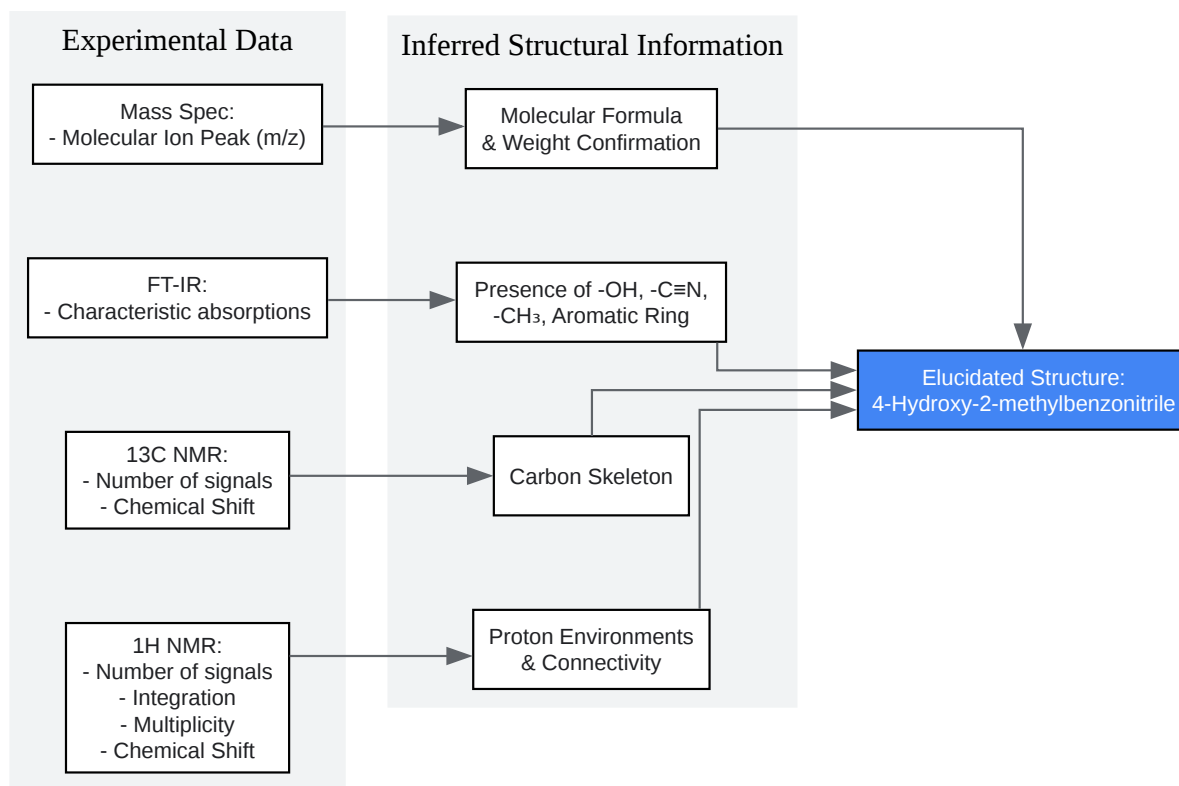 Experimental Data
Mass Spec:
- Molecular Ion Peak (m/z)
FT-IR:
- Characteristic absorptions
13C NMR:
- Number of signals
- Chemical Shift
1H NMR:
- Number of signals
- Integration
- Multiplicity
- Chemical Shift
Inferred Structural Information
Molecular Formula
& Weight Confirmation
Presence of -OH, -C≡N,
-CH₃, Aromatic Ring
Carbon Skeleton
Proton Environments
& Connectivity
Elucidated Structure:
4-Hydroxy-2-methylbenzonitrile